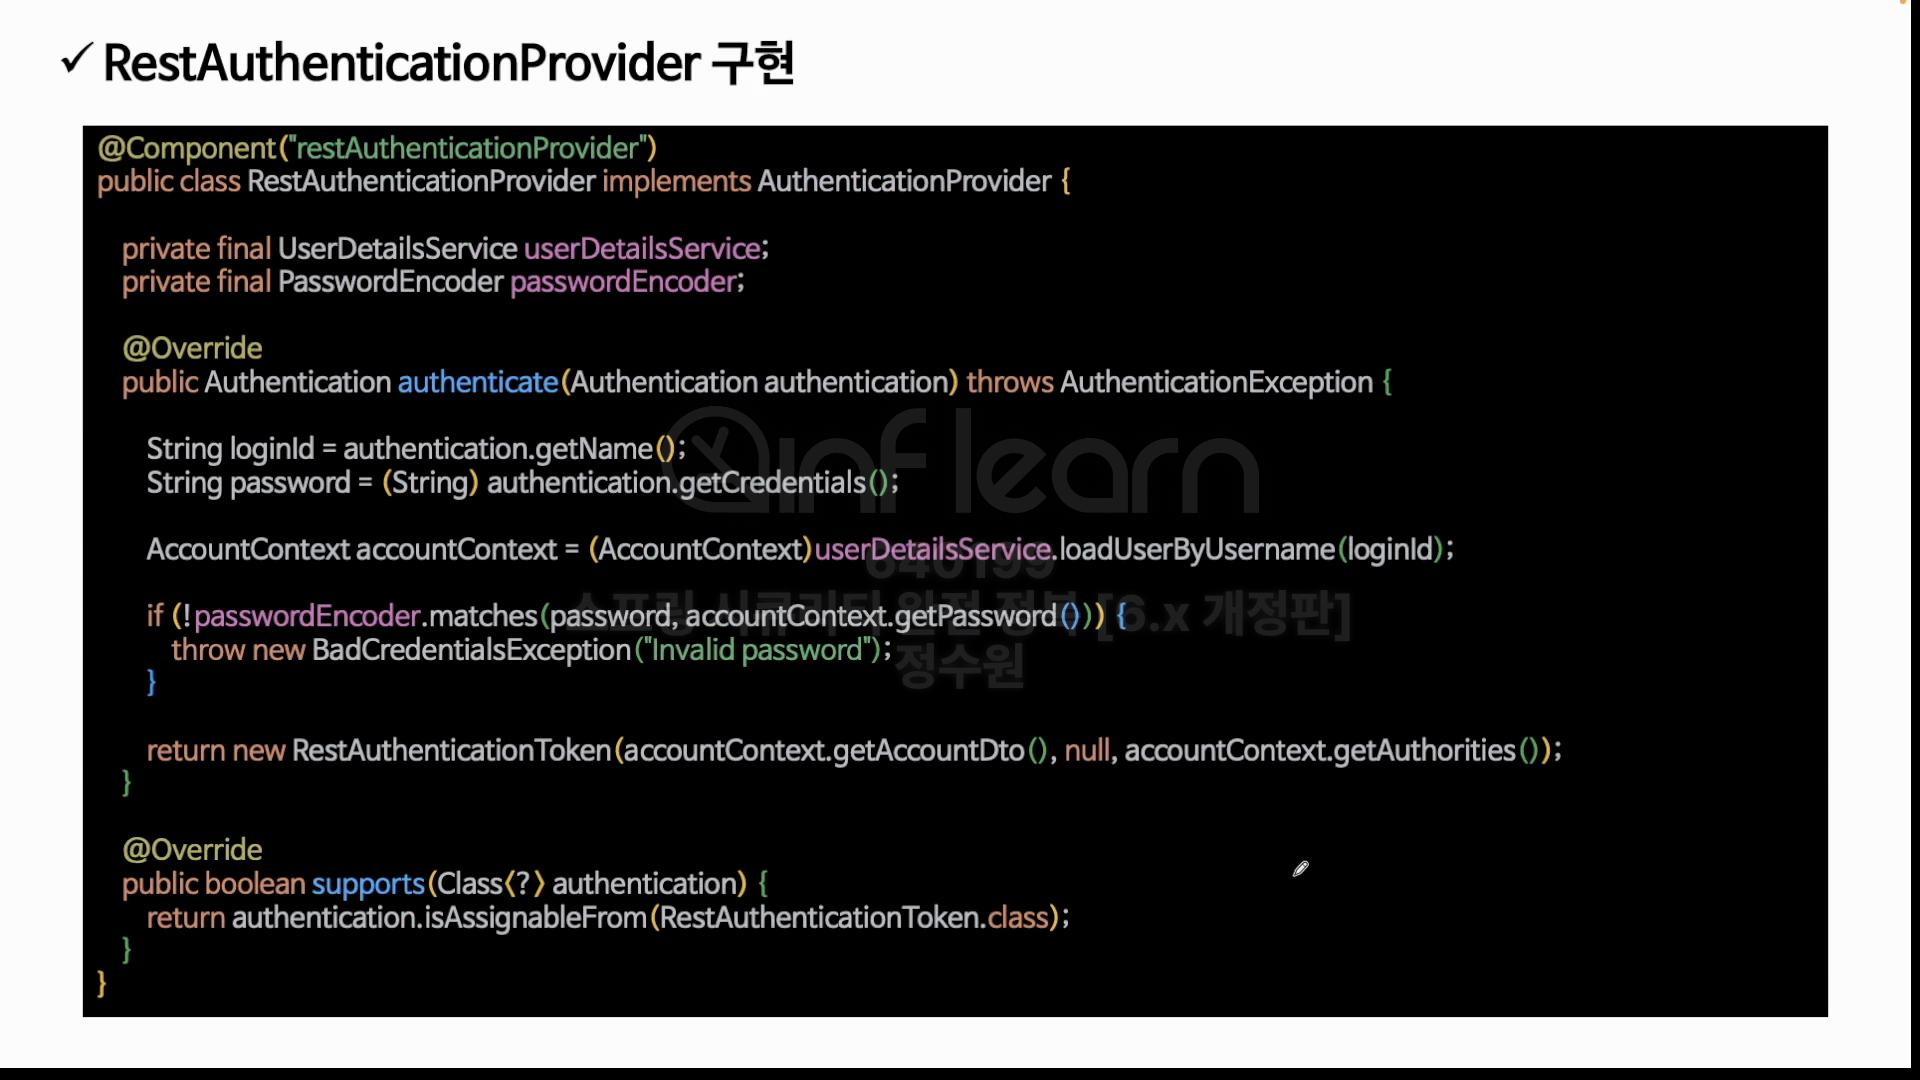 ✓ RestAuthenticationProvider 구현
@Component("restAuthenticationProvider")
public class RestAuthenticationProvider implements AuthenticationProvider {
private final UserDetailsService userDetailsService;
private final PasswordEncoder passwordEncoder;
@Override
public Authentication authenticate(Authentication authentication) throws AuthenticationException {
String loginId = authentication.getName();
String password = (String) authentication.getCredentials();
AccountContext accountContext = (AccountContext)userDetailsService.loadUserByUsername(loginId);
if (!passwordEncoder.matches(password, accountContext.getPassword())) {
throw new BadCredentialsException("Invalid password");
}
return new RestAuthenticationToken(accountContext.getAccountDto(), null, accountContext.getAuthorities());
}
@Override
public boolean supports(Class<?> authentication) {
return authentication.isAssignableFrom(RestAuthenticationToken.class);
}
}
inflearn
640199
스프링 시큐리티 완전 정복 [6.x 개정판]
정수원